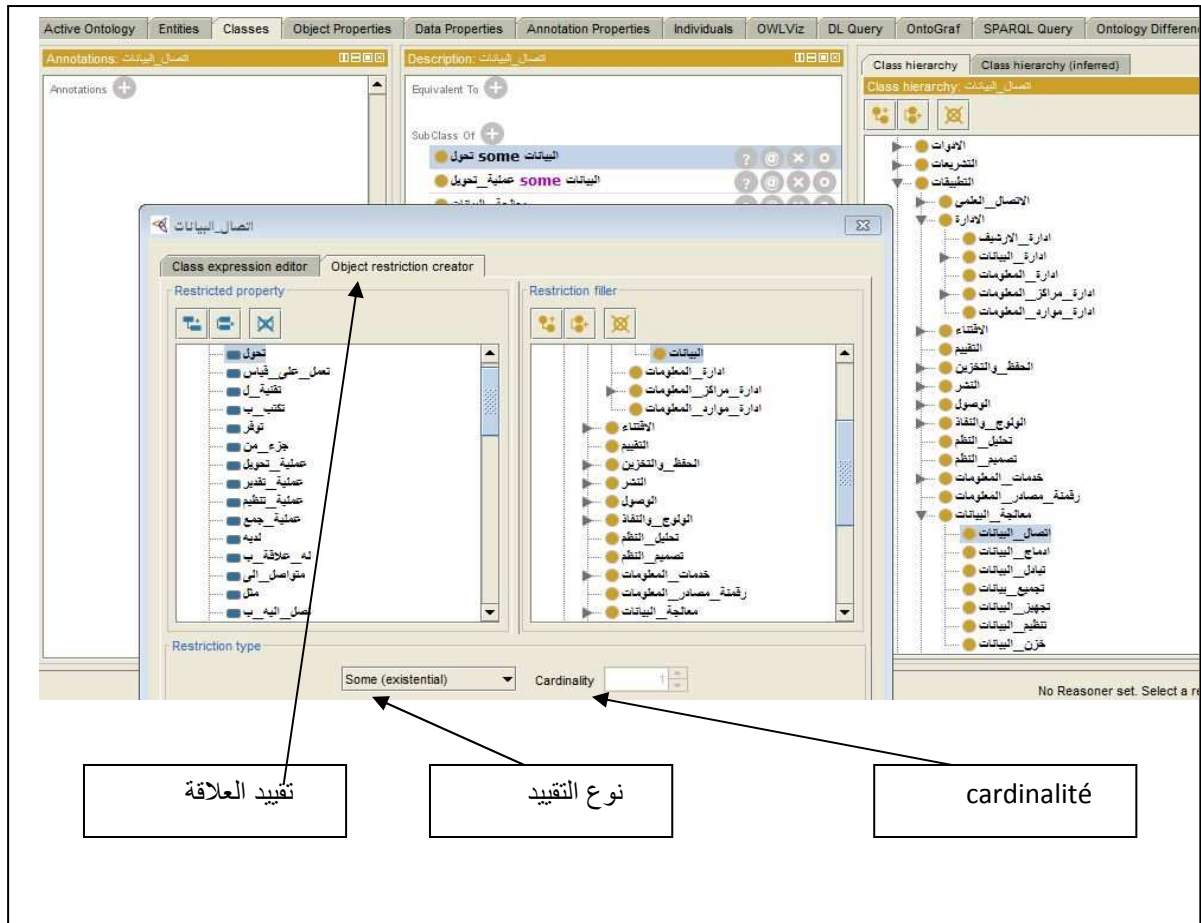 Active Ontology Entities Classes Object Properties Data Properties Annotation Properties Individuals OWLViz DL Query OntoGraf SPARQL Query Ontology Differen
Annotations: اتصال_البيانات
Annotations
Description: اتصال_البيانات
Equivalent To
SubClass Of
تحول some البيانات
عملية_تحويل some البيانات
معالجة_البيانات
Class hierarchy Class hierarchy (inferred)
Class hierarchy: اتصال_البيانات
الادوات
التشريعات
التطبيقات
الاتصال_العلمي
الادارة
ادارة_الارشيف
ادارة_البيانات
ادارة_المعلومات
ادارة_مراكز_المعلومات
ادارة_موارد_المعلومات
الاقتناء
التقييم
الحفظ_والتخزين
النشر
الوصول
الولوج_والنفاذ
تحليل_النظم
تصميم_النظم
خدمات_المعلومات
رقمنة_مصادر_المعلومات
معالجة_البيانات
اتصال_البيانات
ادماج_البيانات
تبادل_البيانات
تجميع_بيانات
تجهيز_البيانات
تنظيم_البيانات
خزن_البيانات
No Reasoner set. Select a re
اتصال_البيانات
Class expression editor Object restriction creator
Restricted property
تحول
تعمل_على_قياس
تقنية_ل
تكتب_ب
توفر
جزء_من
عملية_تحويل
عملية_تقدير
عملية_تنظيم
عملية_جمع
لديه
له_علاقة_ب
متواصل_الى
مثل
نصل_اليه_ب
Restriction filler
البيانات
ادارة_المعلومات
ادارة_مراكز_المعلومات
ادارة_موارد_المعلومات
الاقتناء
التقييم
الحفظ_والتخزين
النشر
الوصول
الولوج_والنفاذ
تحليل_النظم
تصميم_النظم
خدمات_المعلومات
رقمنة_مصادر_المعلومات
معالجة_البيانات
Restriction type
Some (existential) Cardinality 1
تقييد العلاقة
نوع التقييد
cardinalité